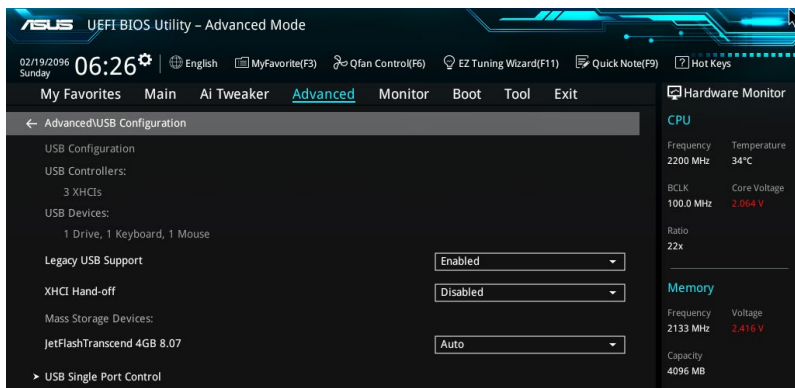 ASUS UEFI BIOS Utility – Advanced Mode
02/19/2096
Sunday
06:26
English
MyFavorite(F3)
Qfan Control(F6)
EZ Tuning Wizard(F11)
Quick Note(F9)
? Hot Keys
My Favorites
Main
Ai Tweaker
Advanced
Monitor
Boot
Tool
Exit
← Advanced\USB Configuration
USB Configuration
USB Controllers:
3 XHCIs
USB Devices:
1 Drive, 1 Keyboard, 1 Mouse
Legacy USB Support Enabled
XHCI Hand-off Disabled
Mass Storage Devices:
JetFlashTranscend 4GB 8.07 Auto
> USB Single Port Control
Hardware Monitor
CPU
Frequency Temperature
2200 MHz 34°C
BCLK Core Voltage
100.0 MHz 2.064 V
Ratio
22x
Memory
Frequency Voltage
2133 MHz 2.416 V
Capacity
4096 MB